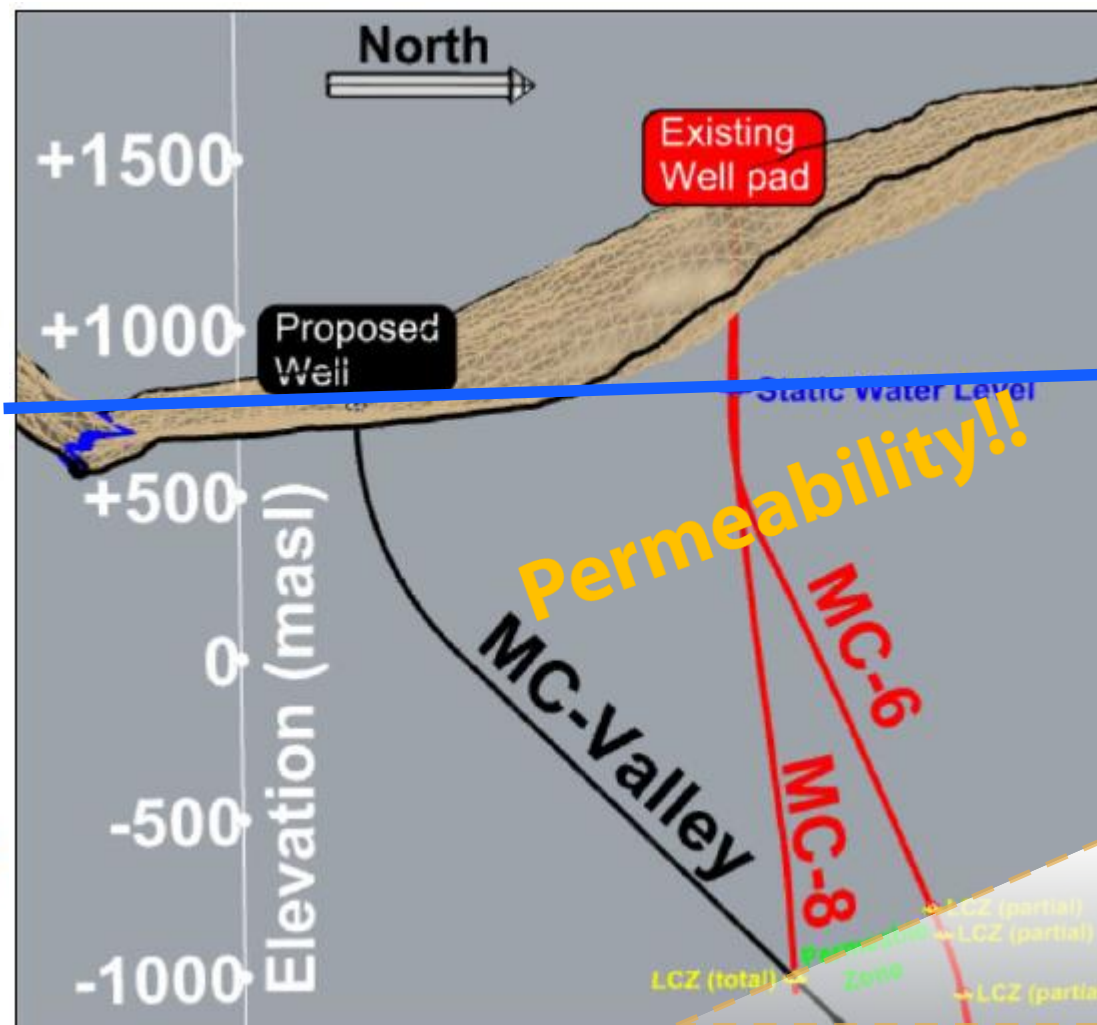 North
Existing
Well pad
+1500
+1000
Proposed
Well
Static Water Level
Permeability!!
+500
Elevation (masl)
0
-500
-1000
MC-Valley
MC-6
MC-8
LCZ (partial)
LCZ (partial)
LCZ (total)
Zone
LCZ (partia